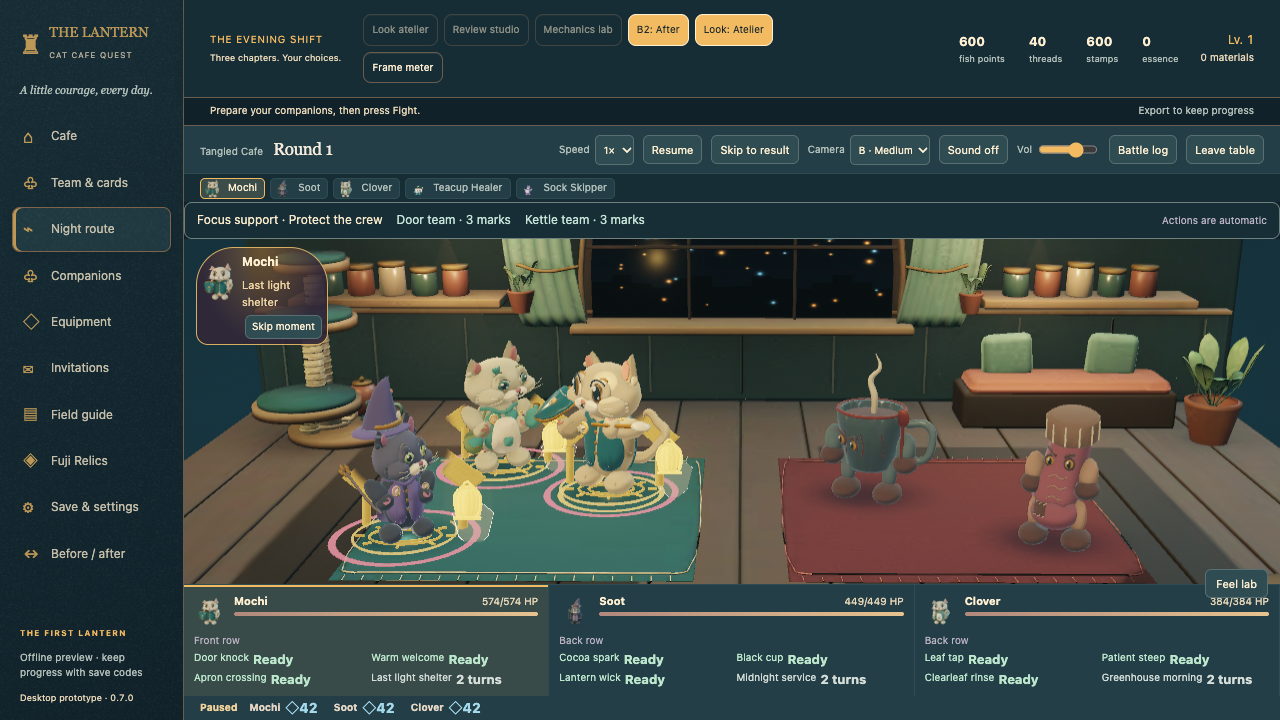 THE LANTERN
CAT CAFE QUEST
A little courage, every day.
Cafe
Team & cards
Night route
Companions
Equipment
Invitations
Field guide
Fuji Relics
Save & settings
Before / after
THE FIRST LANTERN
Offline preview · keep
progress with save codes
Desktop prototype · 0.7.0
THE EVENING SHIFT
Three chapters. Your choices.
Look atelier
Review studio
Mechanics lab
B2: After
Look: Atelier
Frame meter
600 fish points
40 threads
600 stamps
0 essence
Lv. 1
0 materials
Prepare your companions, then press Fight.
Export to keep progress
Tangled Cafe Round 1
Speed 1x Resume Skip to result Camera B · Medium Sound off Vol Battle log Leave table
Mochi Soot Clover Teacup Healer Sock Skipper
Focus support · Protect the crew Door team · 3 marks Kettle team · 3 marks
Actions are automatic
Mochi
Last light
shelter
Skip moment
Feel lab
Mochi 574/574 HP
Front row
Door knock Ready Warm welcome Ready
Apron crossing Ready Last light shelter 2 turns
Soot 449/449 HP
Back row
Cocoa spark Ready Black cup Ready
Lantern wick Ready Midnight service 2 turns
Clover 384/384 HP
Back row
Leaf tap Ready Patient steep Ready
Clearleaf rinse Ready Greenhouse morning 2 turns
Paused Mochi ◇42 Soot ◇42 Clover ◇42